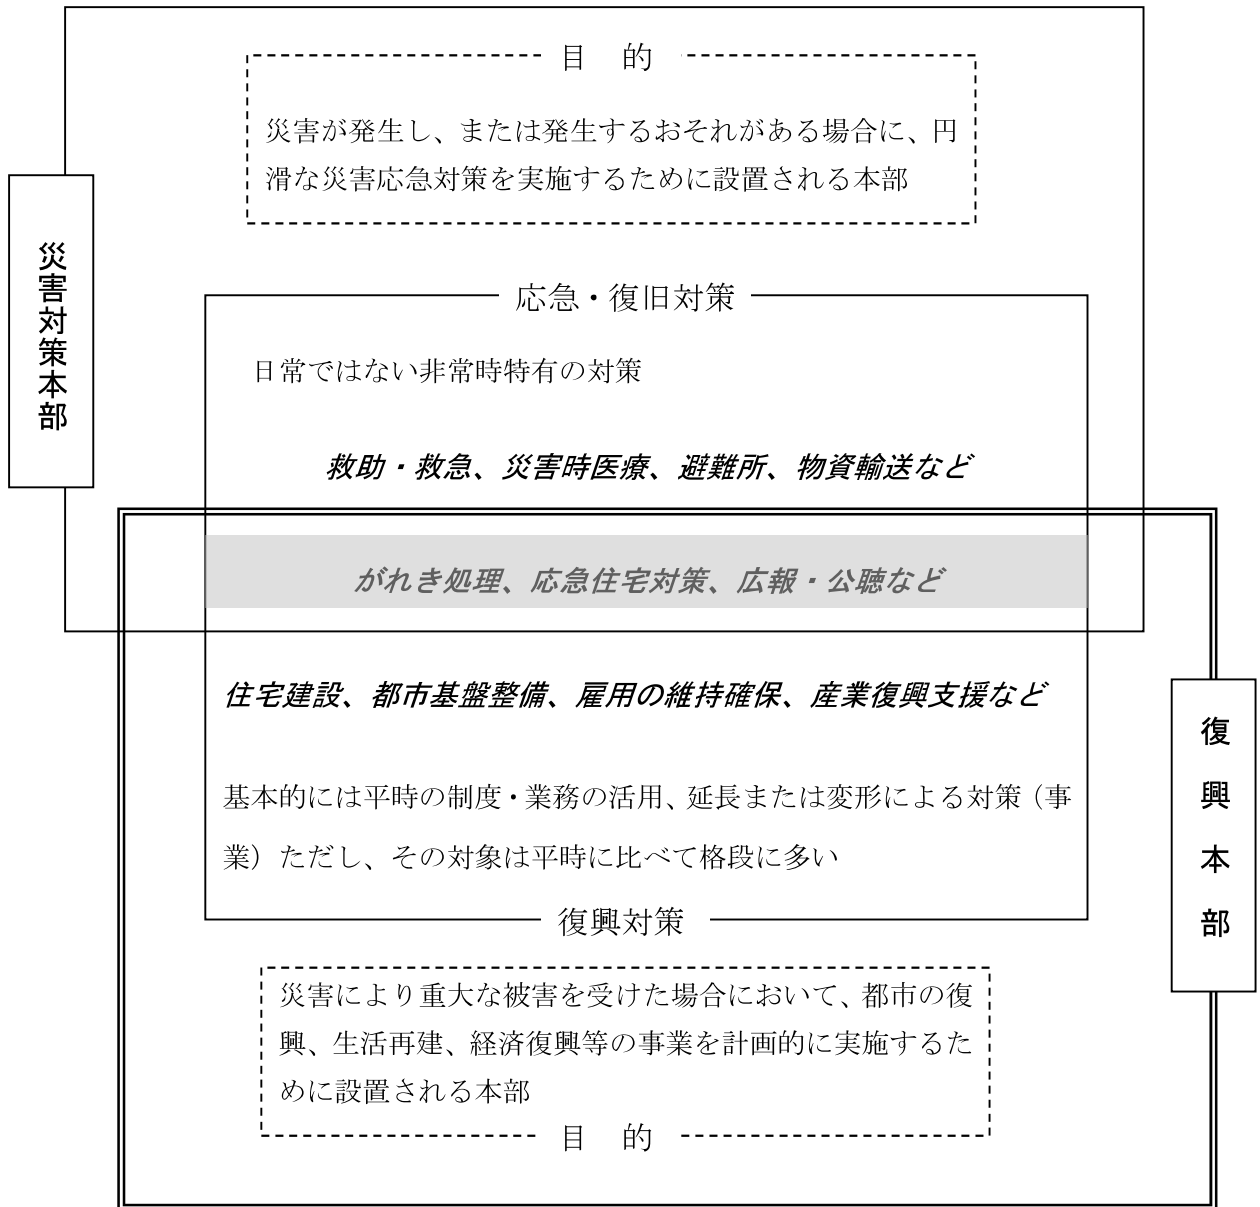 目　的
災害が発生し、または発生するおそれがある場合に、円
滑な災害応急対策を実施するために設置される本部
災害対策本部
応急・復旧対策
日常ではない非常時特有の対策
救助・救急、災害時医療、避難所、物資輸送など
がれき処理、応急住宅対策、広報・公聴など
住宅建設、都市基盤整備、雇用の維持確保、産業復興支援など
復興本部
基本的には平時の制度・業務の活用、延長または変形による対策（事
業）ただし、その対象は平時に比べて格段に多い
復興対策
災害により重大な被害を受けた場合において、都市の復
興、生活再建、経済復興等の事業を計画的に実施するた
めに設置される本部
目　的